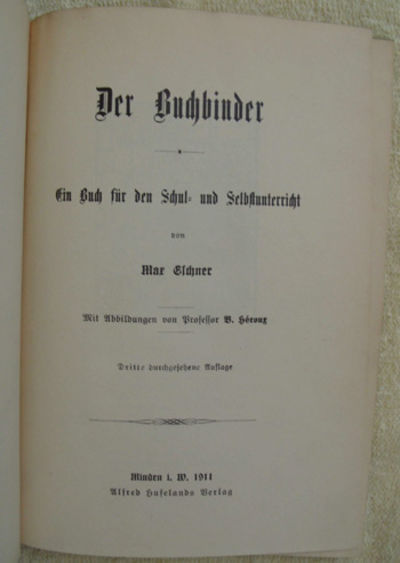 Der Buchbinder
Ein Buch für den Schul- und Selbstunterricht
von
Max Eschner
Mit Abbildungen von Professor B. Héroux
Dritte durchgesehene Auflage
Minden i. W. 1911
Alfred Hufelands Verlag